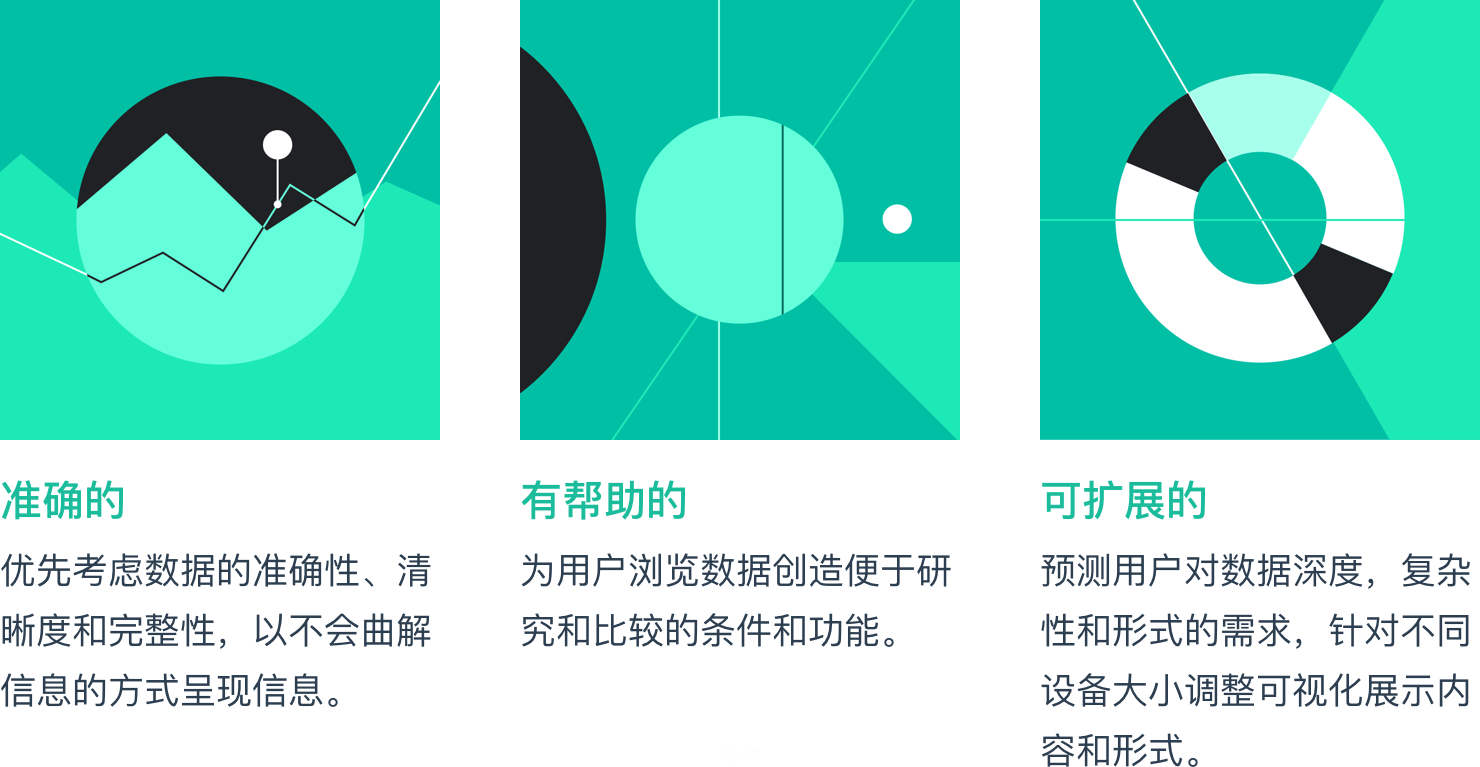 准确的
优先考虑数据的准确性、清
晰度和完整性，以不会曲解
信息的方式呈现信息。
有帮助的
为用户浏览数据创造便于研
究和比较的条件和功能。
可扩展的
预测用户对数据深度，复杂
性和形式的需求，针对不同
设备大小调整可视化展示内
容和形式。